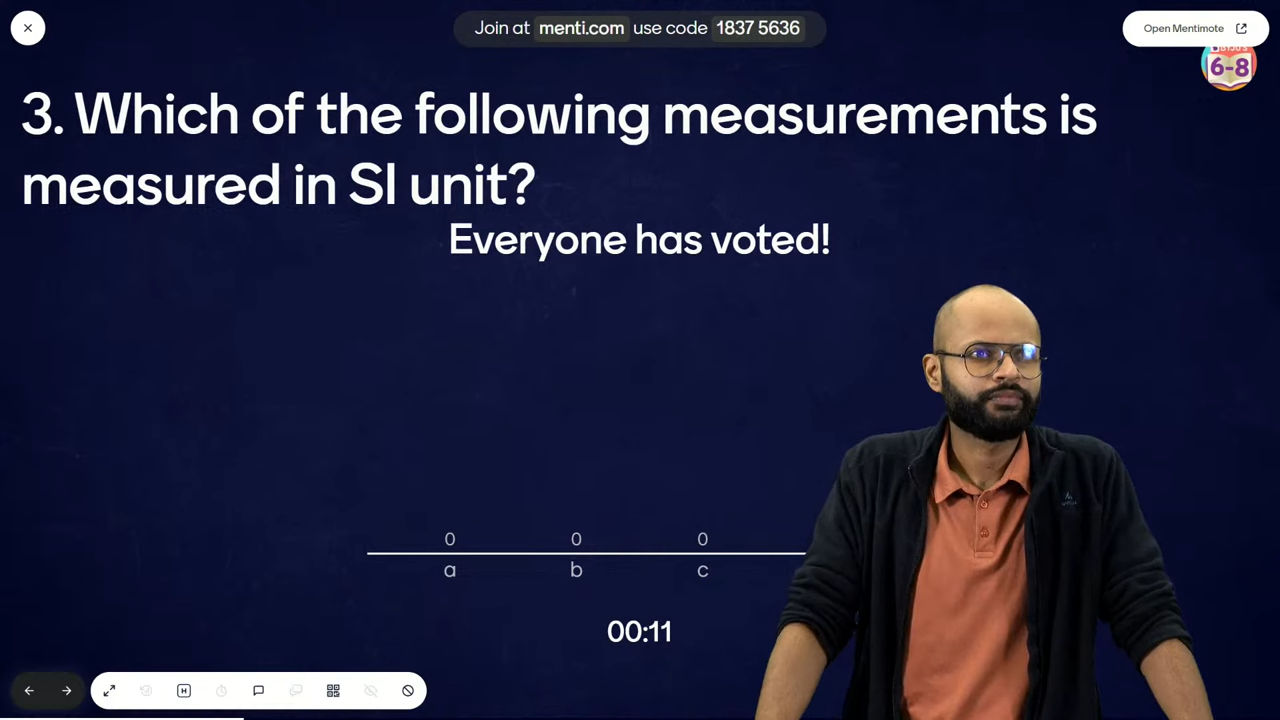 Join at menti.com use code 1837 5636
Open Mentimote
BYJU'S
6-8
3. Which of the following measurements is
measured in SI unit?
Everyone has voted!
0 0 0
a b c
00:11
H